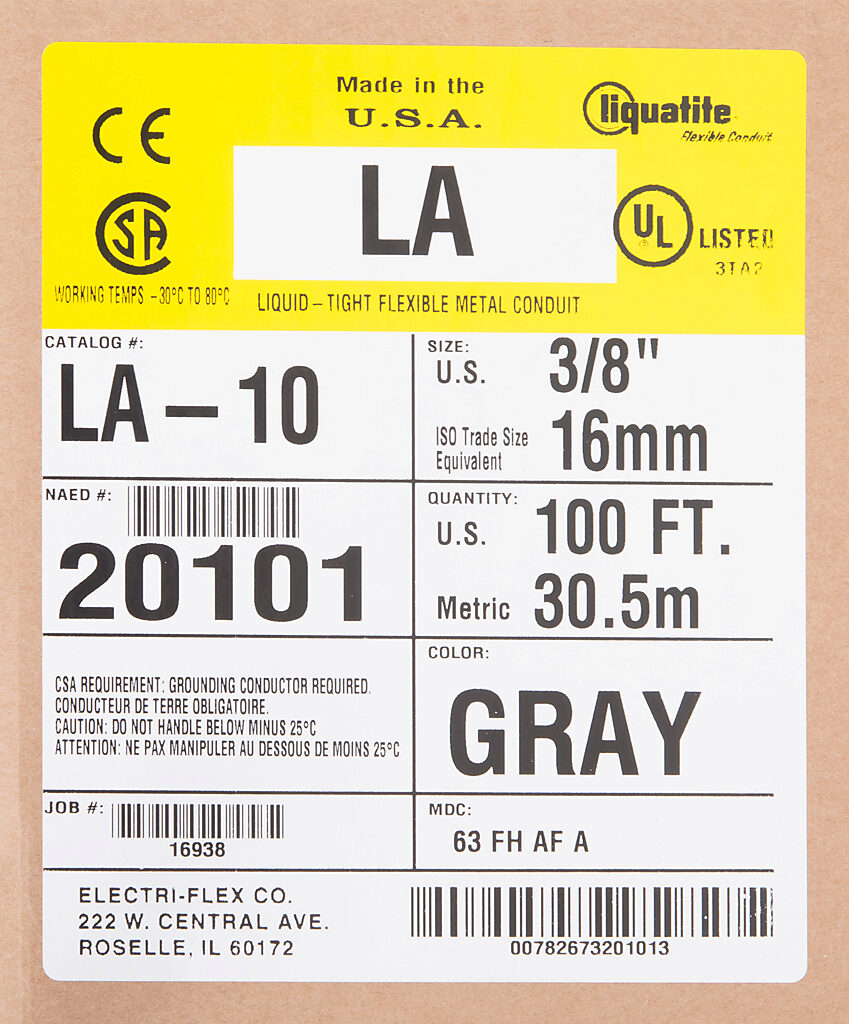 Made in the
U.S.A.
liquatite
Flexible Conduit
CE
LA
CSA
UL
LISTED
3TA2
WORKING TEMPS -30°C TO 80°C
LIQUID-TIGHT FLEXIBLE METAL CONDUIT
CATALOG #:
LA-10
SIZE:
U.S. 3/8"
ISO Trade Size
Equivalent 16mm
NAED #:
20101
QUANTITY:
U.S. 100 FT.
Metric 30.5m
CSA REQUIREMENT: GROUNDING CONDUCTOR REQUIRED.
CONDUCTEUR DE TERRE OBLIGATOIRE.
CAUTION: DO NOT HANDLE BELOW MINUS 25°C
ATTENTION: NE PAX MANIPULER AU DESSOUS DE MOINS 25°C
COLOR:
GRAY
JOB #:
16938
MDC:
63 FH AF A
ELECTRI-FLEX CO.
222 W. CENTRAL AVE.
ROSELLE, IL 60172
00782673201013